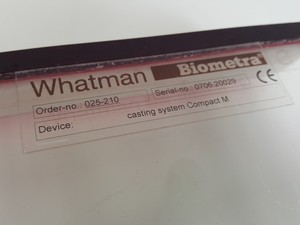 Whatman Biometra®
Order-no.: 025-210 Serial-no.: 0706 20029
Device: casting system Compact M
CE